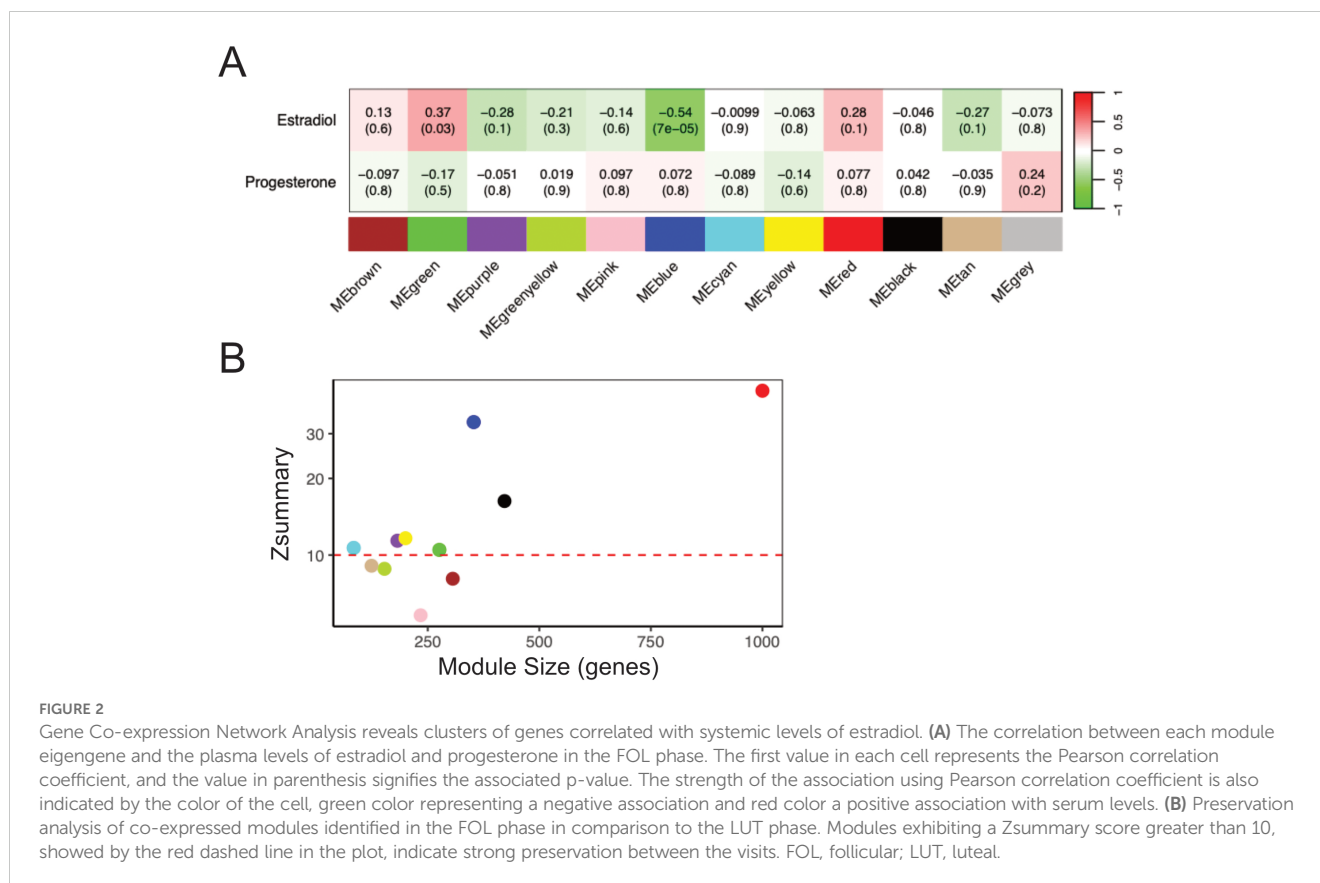 A
Estradiol
0.13 0.37 −0.28 −0.21 −0.14 −0.54 −0.0099 −0.063 0.28 −0.046 −0.27 −0.073
(0.6) (0.03) (0.1) (0.3) (0.6) (7e−05) (0.9) (0.8) (0.1) (0.8) (0.1) (0.8)
Progesterone
−0.097 −0.17 −0.051 0.019 0.097 0.072 −0.089 −0.14 0.077 0.042 −0.035 0.24
(0.8) (0.5) (0.8) (0.9) (0.8) (0.8) (0.8) (0.6) (0.8) (0.8) (0.9) (0.2)
1
0.5
0
−0.5
−1
MEbrown
MEgreen
MEpurple
MEgreenyellow
MEpink
MEblue
MEcyan
MEyellow
MEred
MEblack
MEtan
MEgrey
B
Zsummary
30
20
10
250 500 750 1000
Module Size (genes)
FIGURE 2
Gene Co-expression Network Analysis reveals clusters of genes correlated with systemic levels of estradiol. (A) The correlation between each module
eigengene and the plasma levels of estradiol and progesterone in the FOL phase. The first value in each cell represents the Pearson correlation
coefficient, and the value in parenthesis signifies the associated p-value. The strength of the association using Pearson correlation coefficient is also
indicated by the color of the cell, green color representing a negative association and red color a positive association with serum levels. (B) Preservation
analysis of co-expressed modules identified in the FOL phase in comparison to the LUT phase. Modules exhibiting a Zsummary score greater than 10,
showed by the red dashed line in the plot, indicate strong preservation between the visits. FOL, follicular; LUT, luteal.